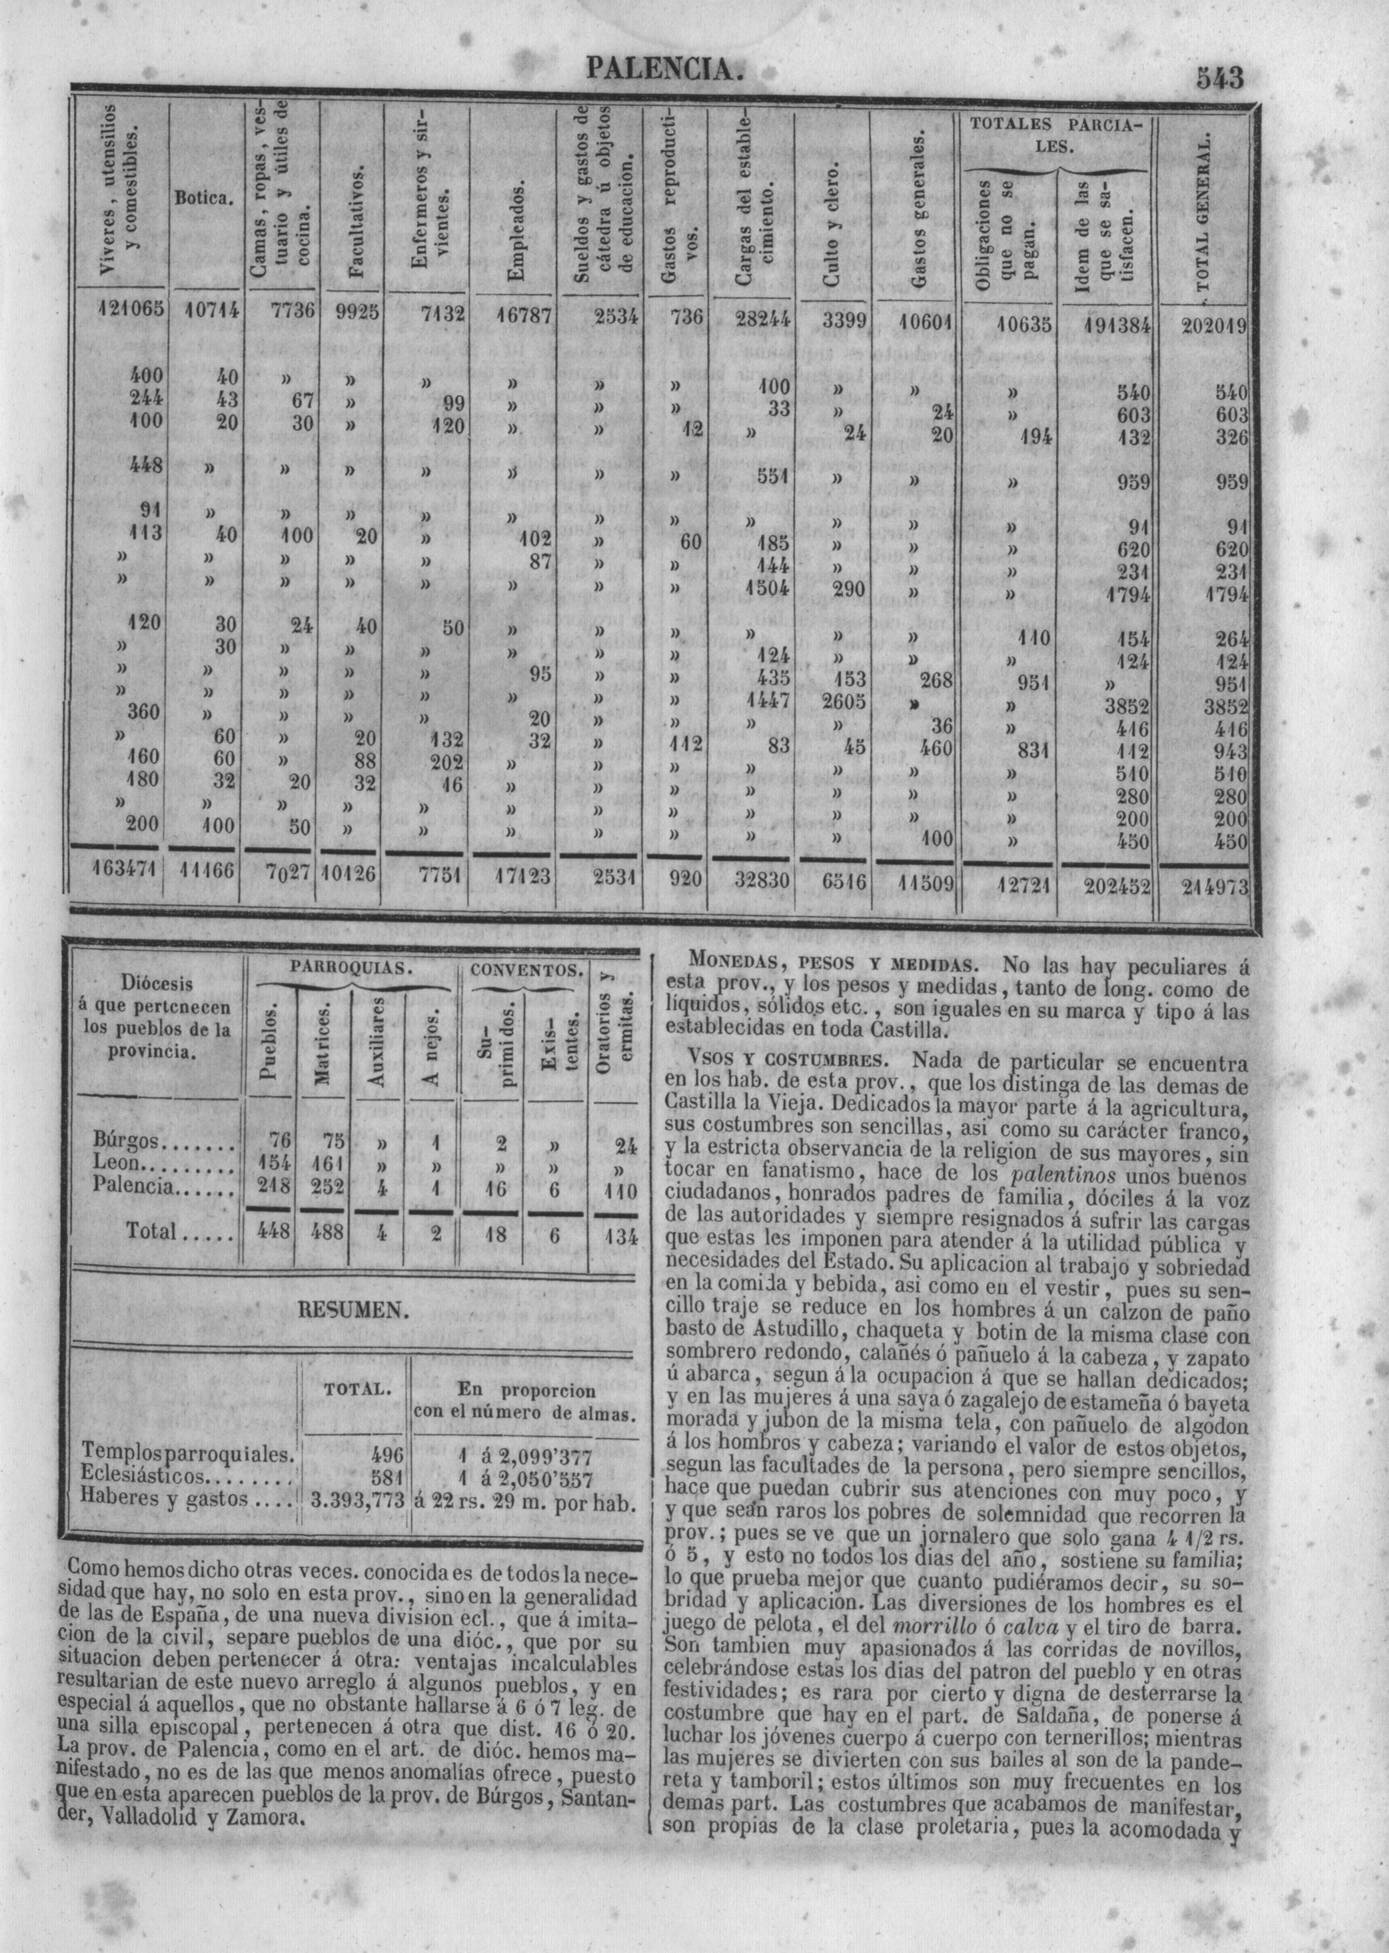 PALENCIA.
543
Víveres, utensilios y comestibles. | Botica. | Camas, ropas, vestuario y útiles de cocina. | Facultativos. | Enfermeros y sirvientes. | Empleados. | Sueldos y gastos de cátedra ú objetos de educacion. | Gastos reproductivos. | Cargas del establecimiento. | Culto y clero. | Gastos generales. | TOTALES PARCIALES. Obligaciones que no se pagan. | Idem de las que se satisfacen. | TOTAL GENERAL.
121065 10714 7736 9925 7132 16787 2534 736 28244 3399 10601 10635 191384 202019
400 40 » » » » » » 100 » » » 540 540
244 43 67 » 99 » » » 33 » 24 » 603 603
100 20 30 » 120 » » 12 » 24 20 194 132 326
448 » » » » » » » 551 » » » 959 959
91 » » » » » » » » » » » 91 91
113 40 100 20 » 102 » 60 185 » » » 620 620
» » » » » 87 » » 144 » » » 231 231
» » » » » » » » 1504 290 » » 1794 1794
120 30 24 40 50 » » » » » » 110 154 264
» 30 » » » » » » 124 » » » 124 124
» » » » » 95 » » 435 153 268 951 » 951
» » » » » » » » 1447 2605 » » 3852 3852
360 » » » » 20 » » » » 36 » 416 416
» 60 » 20 132 32 » 112 83 45 460 831 112 943
160 60 » 88 202 » » » » » » » 510 510
180 32 20 32 16 » » » » » » » 280 280
» » » » » » » » » » » » 200 200
200 100 50 » » » » » » » 100 » 450 450
163471 11166 7027 10126 7751 17123 2531 920 32830 6516 11509 12721 202452 214973
Diócesis
á que pertenecen
los pueblos de la
provincia.
PARROQUIAS. CONVENTOS.
Pueblos. | Matrices. | Auxiliares | Anejos. | Suprimidos. | Existentes. | Oratorios y ermitas.
Búrgos....... 76 75 » 1 2 » 24
Leon......... 154 161 » » » » »
Palencia...... 218 252 4 1 16 6 110
Total ..... 448 488 4 2 18 6 134
RESUMEN.
TOTAL. En proporcion
con el número de almas.
Templos parroquiales. 496 1 á 2,099'377
Eclesiásticos........ 581 1 á 2,050'557
Haberes y gastos .... 3.393,773 á 22 rs. 29 m. por hab.
Como hemos dicho otras veces. conocida es de todos la nece-
sidad que hay, no solo en esta prov., sino en la generalidad
de las de España, de una nueva division ecl., que á imita-
cion de la civil, separe pueblos de una dióc., que por su
situacion deben pertenecer á otra: ventajas incalculables
resultarian de este nuevo arreglo á algunos pueblos, y en
especial á aquellos, que no obstante hallarse á 6 ó 7 leg. de
una silla episcopal, pertenecen á otra que dist. 16 ó 20.
La prov. de Palencia, como en el art. de dióc. hemos ma-
nifestado, no es de las que menos anomalías ofrece, puesto
que en esta aparecen pueblos de la prov. de Búrgos, Santan-
der, Valladolid y Zamora.
MONEDAS, PESOS Y MEDIDAS. No las hay peculiares á
esta prov., y los pesos y medidas, tanto de long. como de
líquidos, sólidos etc., son iguales en su marca y tipo á las
establecidas en toda Castilla.
VSOS Y COSTUMBRES. Nada de particular se encuentra
en los hab. de esta prov., que los distinga de las demas de
Castilla la Vieja. Dedicados la mayor parte á la agricultura,
sus costumbres son sencillas, asi como su carácter franco,
y la estricta observancia de la religion de sus mayores, sin
tocar en fanatismo, hace de los palentinos unos buenos
ciudadanos, honrados padres de familia, dóciles á la voz
de las autoridades y siempre resignados á sufrir las cargas
que estas les imponen para atender á la utilidad pública y
necesidades del Estado. Su aplicacion al trabajo y sobriedad
en la comida y bebida, asi como en el vestir, pues su sen-
cillo traje se reduce en los hombres á un calzon de paño
basto de Astudillo, chaqueta y botin de la misma clase con
sombrero redondo, calañés ó pañuelo á la cabeza, y zapato
ú abarca, segun á la ocupacion á que se hallan dedicados;
y en las mujeres á una saya ó zagalejo de estameña ó bayeta
morada y jubon de la misma tela, con pañuelo de algodon
á los hombros y cabeza; variando el valor de estos objetos,
segun las facultades de la persona, pero siempre sencillos,
hace que puedan cubrir sus atenciones con muy poco, y
y que sean raros los pobres de solemnidad que recorren la
prov.; pues se ve que un jornalero que solo gana 4 1/2 rs.
ó 5, y esto no todos los dias del año, sostiene su familia;
lo que prueba mejor que cuanto pudiéramos decir, su so-
bridad y aplicación. Las diversiones de los hombres es el
juego de pelota, el del morrillo ó calva y el tiro de barra.
Son tambien muy apasionados á las corridas de novillos,
celebrándose estas los dias del patron del pueblo y en otras
festividades; es rara por cierto y digna de desterrarse la
costumbre que hay en el part. de Saldaña, de ponerse á
luchar los jóvenes cuerpo á cuerpo con ternerillos; mientras
las mujeres se divierten con sus bailes al son de la pande-
reta y tamboril; estos últimos son muy frecuentes en los
demas part. Las costumbres que acabamos de manifestar,
son propias de la clase proletaria, pues la acomodada y